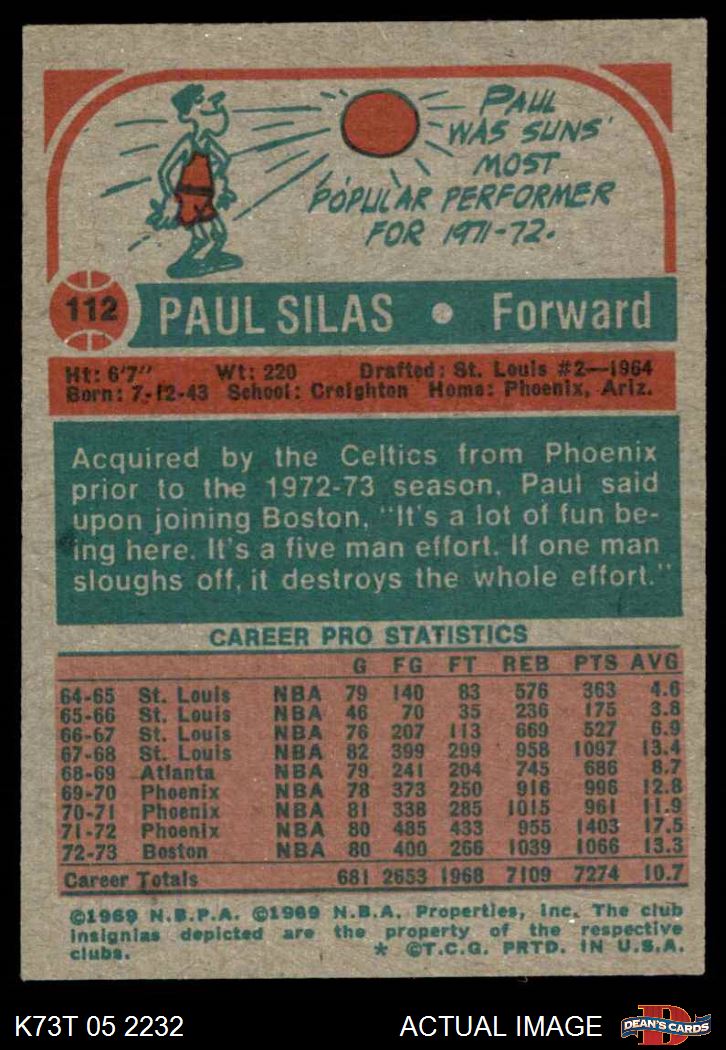 PAUL
WAS SUNS'
MOST
POPULAR PERFORMER
FOR 1971-72.
112 PAUL SILAS • Forward
Ht: 6'7" Wt: 220 Drafted: St. Louis #2—1964
Born: 7-12-43 School: Creighton Home: Phoenix, Ariz.
Acquired by the Celtics from Phoenix
prior to the 1972-73 season, Paul said
upon joining Boston, "It's a lot of fun be-
ing here. It's a five man effort. If one man
sloughs off, it destroys the whole effort."
CAREER PRO STATISTICS
G FG FT REB PTS AVG
64-65 St. Louis NBA 79 140 83 576 363 4.6
65-66 St. Louis NBA 46 70 35 236 175 3.8
66-67 St. Louis NBA 76 207 113 669 527 6.9
67-68 St. Louis NBA 82 399 299 958 1097 13.4
68-69 Atlanta NBA 79 241 204 745 686 8.7
69-70 Phoenix NBA 78 373 250 916 996 12.8
70-71 Phoenix NBA 81 338 285 1015 961 11.9
71-72 Phoenix NBA 80 485 433 955 1403 17.5
72-73 Boston NBA 80 400 266 1039 1066 13.3
Career Totals 681 2653 1968 7109 7274 10.7
©1969 N.B.P.A. ©1969 N.B.A. Properties, Inc. The club
insignias depicted are the property of the respective
clubs. * ©T.C.G. PRTD. IN U.S.A.
K73T 05 2232 ACTUAL IMAGE D DEAN'S CARDS